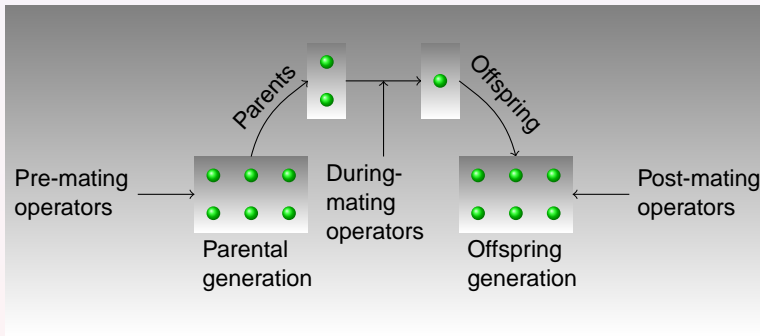 Parents
Offspring
Pre-mating
operators
During-
mating
operators
Post-mating
operators
Parental
generation
Offspring
generation